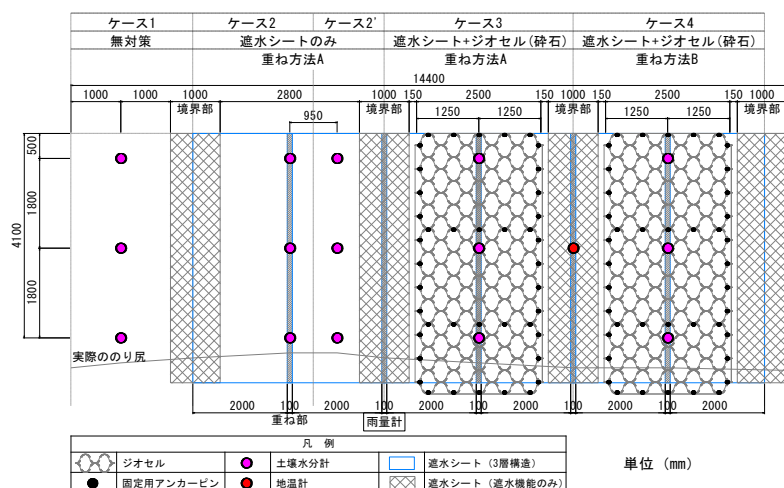 ケース1 ケース2 ケース2' ケース3 ケース4
無対策 遮水シートのみ 遮水シート+ジオセル(砕石) 遮水シート+ジオセル(砕石)
重ね方法A 重ね方法A 重ね方法B
14400
1000 1000 1000 2800 1000 150 2500 150 1000 150 2500 150 1000
境界部 境界部 境界部 境界部
950 1250 1250 1250 1250
500
1800
4100
1800
実際ののり尻
2000 100 2000 100 2000 100 2000 100 2000 100 2000
重ね部 雨量計
凡 例
ジオセル 土壌水分計 遮水シート (3層構造)
固定用アンカーピン 地温計 遮水シート (遮水機能のみ)
単位 (mm)